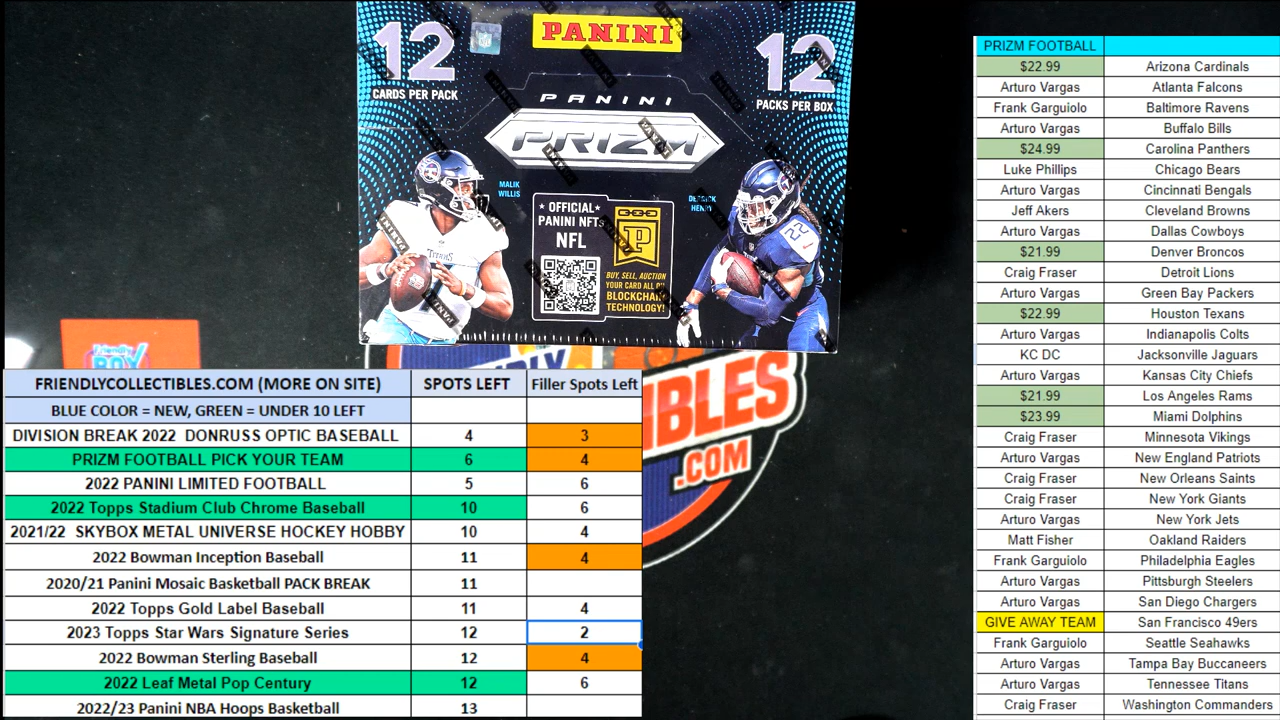 12
CARDS PER PACK
PANINI
12
PACKS PER BOX
PANINI
PRIZM
MALIK
WILLIS
DERRICK
HENRY
★ OFFICIAL ★
PANINI NFTs
NFL
P
BUY, SELL, AUCTION
YOUR CARD ALL ON
BLOCKCHAIN
TECHNOLOGY!
TITANS
22
friendly
BOX
IBLES
.COM
FRIENDLYCOLLECTIBLES.COM (MORE ON SITE) SPOTS LEFT Filler Spots Left
BLUE COLOR = NEW, GREEN = UNDER 10 LEFT
DIVISION BREAK 2022 DONRUSS OPTIC BASEBALL 4 3
PRIZM FOOTBALL PICK YOUR TEAM 6 4
2022 PANINI LIMITED FOOTBALL 5 6
2022 Topps Stadium Club Chrome Baseball 10 6
2021/22 SKYBOX METAL UNIVERSE HOCKEY HOBBY 10 4
2022 Bowman Inception Baseball 11 4
2020/21 Panini Mosaic Basketball PACK BREAK 11
2022 Topps Gold Label Baseball 11 4
2023 Topps Star Wars Signature Series 12 2
2022 Bowman Sterling Baseball 12 4
2022 Leaf Metal Pop Century 12 6
2022/23 Panini NBA Hoops Basketball 13
PRIZM FOOTBALL
$22.99 Arizona Cardinals
Arturo Vargas Atlanta Falcons
Frank Garguiolo Baltimore Ravens
Arturo Vargas Buffalo Bills
$24.99 Carolina Panthers
Luke Phillips Chicago Bears
Arturo Vargas Cincinnati Bengals
Jeff Akers Cleveland Browns
Arturo Vargas Dallas Cowboys
$21.99 Denver Broncos
Craig Fraser Detroit Lions
Arturo Vargas Green Bay Packers
$22.99 Houston Texans
Arturo Vargas Indianapolis Colts
KC DC Jacksonville Jaguars
Arturo Vargas Kansas City Chiefs
$21.99 Los Angeles Rams
$23.99 Miami Dolphins
Craig Fraser Minnesota Vikings
Arturo Vargas New England Patriots
Craig Fraser New Orleans Saints
Craig Fraser New York Giants
Arturo Vargas New York Jets
Matt Fisher Oakland Raiders
Frank Garguiolo Philadelphia Eagles
Arturo Vargas Pittsburgh Steelers
Arturo Vargas San Diego Chargers
GIVE AWAY TEAM San Francisco 49ers
Frank Garguiolo Seattle Seahawks
Arturo Vargas Tampa Bay Buccaneers
Arturo Vargas Tennessee Titans
Craig Fraser Washington Commanders